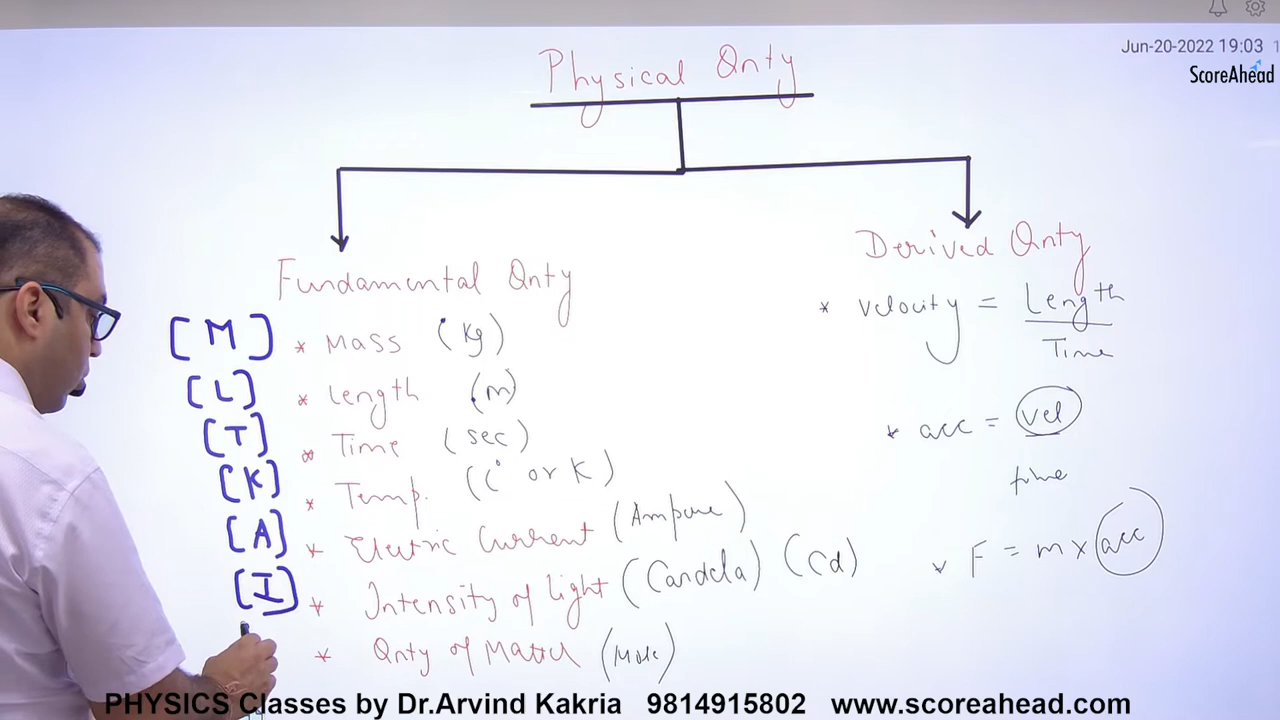 Jun-20-2022 19:03
ScoreAhead
Physical Qnty
Fundamental Qnty
[M] * Mass (Kg)
[L] * Length (m)
[T] * Time (sec)
[K] * Temp. (C° or K)
[A] * Electric Current (Ampere)
[I] * Intensity of light (Candela) (Cd)
* Qnty of Matter (Mole)
Derived Qnty
* velocity = Length
Time
* acc = vel
time
* F = m × acc
PHYSICS Classes by Dr.Arvind Kakria 9814915802 www.scoreahead.com